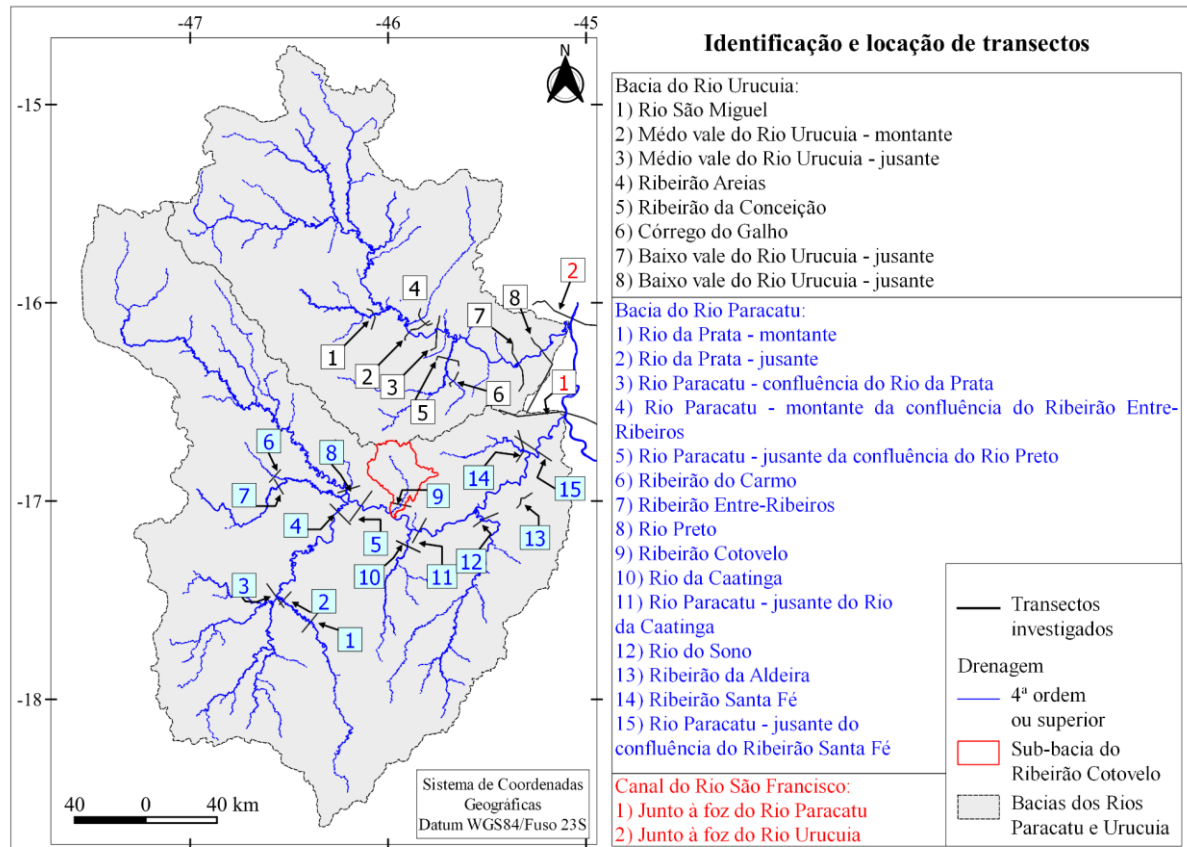 -47
-46
-45
N
-15
-16
-17
-18
1
2
3
4
5
6
7
8
2
1
1
2
3
4
5
6
7
8
9
10
11
12
13
14
15
40 0 40 km
Sistema de Coordenadas
Geográficas
Datum WGS84/Fuso 23S
Identificação e locação de transectos
Bacia do Rio Urucuia:
1) Rio São Miguel
2) Médo vale do Rio Urucuia - montante
3) Médio vale do Rio Urucuia - jusante
4) Ribeirão Areias
5) Ribeirão da Conceição
6) Córrego do Galho
7) Baixo vale do Rio Urucuia - jusante
8) Baixo vale do Rio Urucuia - jusante
Bacia do Rio Paracatu:
1) Rio da Prata - montante
2) Rio da Prata - jusante
3) Rio Paracatu - confluência do Rio da Prata
4) Rio Paracatu - montante da confluência do Ribeirão Entre-
Ribeiros
5) Rio Paracatu - jusante da confluência do Rio Preto
6) Ribeirão do Carmo
7) Ribeirão Entre-Ribeiros
8) Rio Preto
9) Ribeirão Cotovelo
10) Rio da Caatinga
11) Rio Paracatu - jusante do Rio
da Caatinga
12) Rio do Sono
13) Ribeirão da Aldeira
14) Ribeirão Santa Fé
15) Rio Paracatu - jusante do
confluência do Ribeirão Santa Fé
Canal do Rio São Francisco:
1) Junto à foz do Rio Paracatu
2) Junto à foz do Rio Urucuia
Transectos
investigados
Drenagem
4ª ordem
ou superior
Sub-bacia do
Ribeirão Cotovelo
Bacias dos Rios
Paracatu e Urucuia